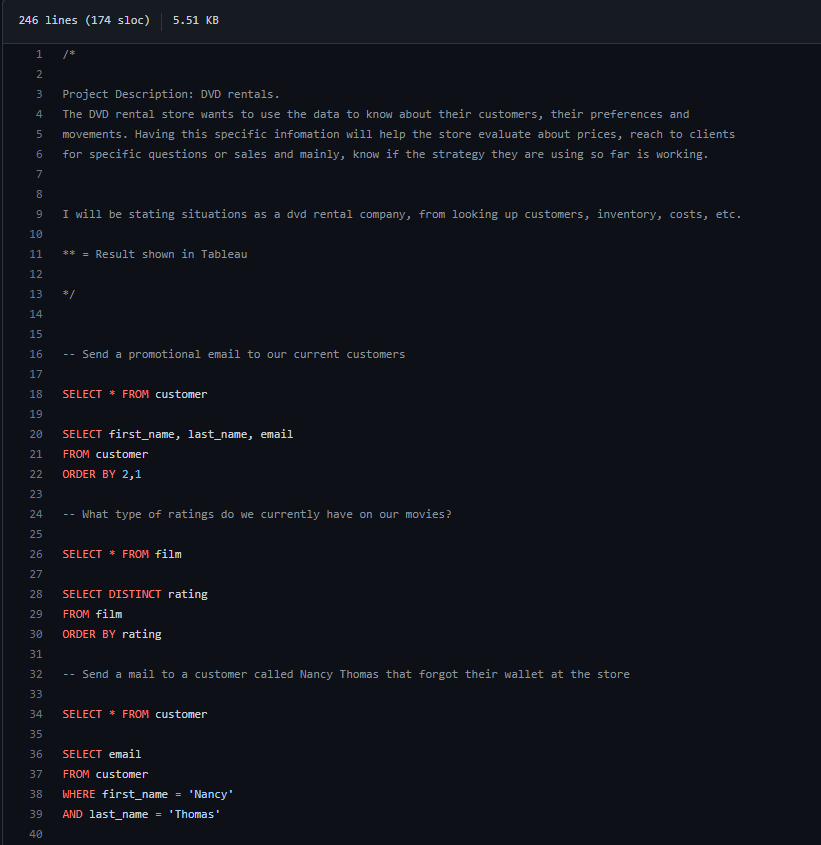 246 lines (174 sloc) 5.51 KB
1 /*
2
3 Project Description: DVD rentals.
4 The DVD rental store wants to use the data to know about their customers, their preferences and
5 movements. Having this specific infomation will help the store evaluate about prices, reach to clients
6 for specific questions or sales and mainly, know if the strategy they are using so far is working.
7
8
9 I will be stating situations as a dvd rental company, from looking up customers, inventory, costs, etc.
10
11 ** = Result shown in Tableau
12
13 */
14
15
16 -- Send a promotional email to our current customers
17
18 SELECT * FROM customer
19
20 SELECT first_name, last_name, email
21 FROM customer
22 ORDER BY 2,1
23
24 -- What type of ratings do we currently have on our movies?
25
26 SELECT * FROM film
27
28 SELECT DISTINCT rating
29 FROM film
30 ORDER BY rating
31
32 -- Send a mail to a customer called Nancy Thomas that forgot their wallet at the store
33
34 SELECT * FROM customer
35
36 SELECT email
37 FROM customer
38 WHERE first_name = 'Nancy'
39 AND last_name = 'Thomas'
40